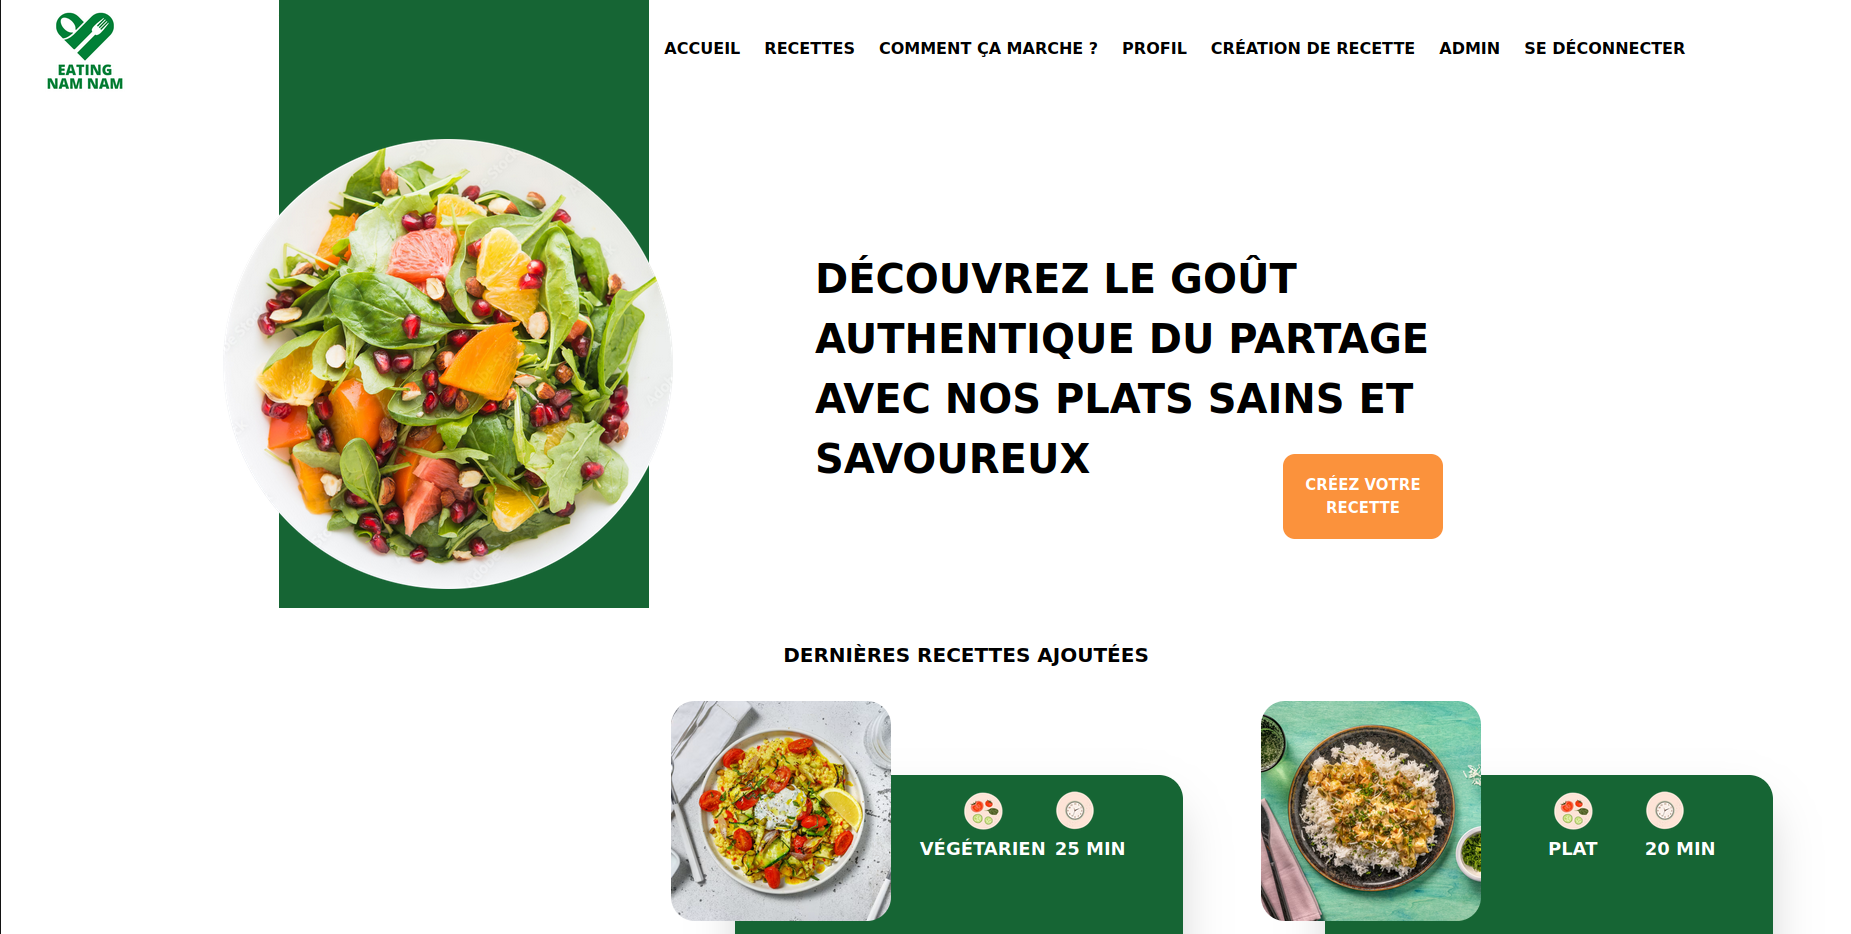 EATING
NAM NAM
ACCUEIL RECETTES COMMENT ÇA MARCHE ? PROFIL CRÉATION DE RECETTE ADMIN SE DÉCONNECTER
DÉCOUVREZ LE GOÛT
AUTHENTIQUE DU PARTAGE
AVEC NOS PLATS SAINS ET
SAVOUREUX
CRÉEZ VOTRE
RECETTE
DERNIÈRES RECETTES AJOUTÉES
VÉGÉTARIEN 25 MIN
PLAT 20 MIN